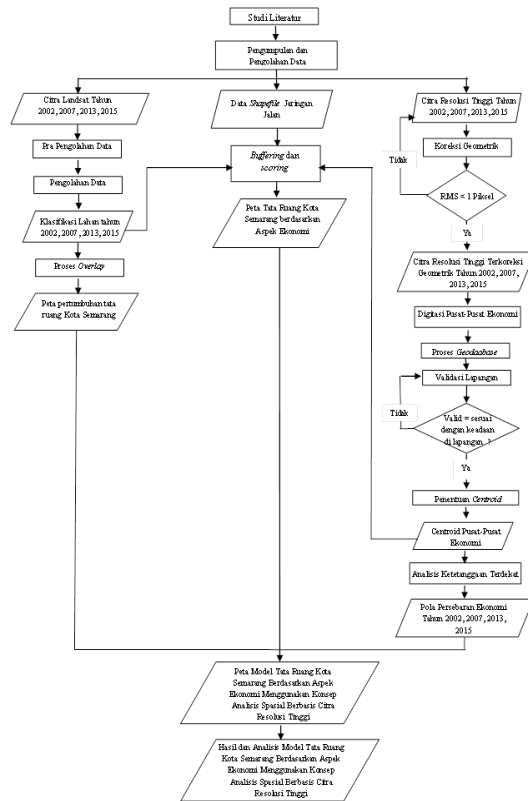 Studi Literatur
Pengumpulan dan
Pengolahan Data
Citra Landsat Tahun
2002, 2007, 2013, 2015
Data Shapefile Jaringan
Jalan
Citra Resolusi Tinggi Tahun
2002, 2007, 2013, 2015
Pra Pengolahan Data
Pengolahan Data
Klasifikasi Lahan tahun
2002, 2007, 2013, 2015
Proses Overlap
Peta pertumbuhan tata
ruang Kota Semarang
Buffering dan
scoring
Peta Tata Ruang Kota
Semarang berdasarkan
Aspek Ekonomi
Koreksi Geometrik
Tidak
RMS < 1 Piksel
Ya
Citra Resolusi Tinggi Terkoreksi
Geometrik Tahun 2002, 2007,
2013, 2015
Digitasi Pusat-Pusat Ekonomi
Proses Geodaabase
Validasi Lapangan
Tidak
Valid = sesuai
dengan keadaan
di lapangan ?
Ya
Penentuan Centroid
Centroid Pusat-Pusat
Ekonomi
Analisis Ketetanggaan Terdekat
Pola Persebaran Ekonomi
Tahun 2002, 2007, 2013,
2015
Peta Model Tata Ruang Kota
Semarang Berdasarkan Aspek
Ekonomi Menggunakan Konsep
Analisis Spasial Berbasis Citra
Resolusi Tinggi
Hasil dan Analisis Model Tata Ruang
Kota Semarang Berdasarkan Aspek
Ekonomi Menggunakan Konsep
Analisis Spasial Berbasis Citra
Resolusi Tinggi